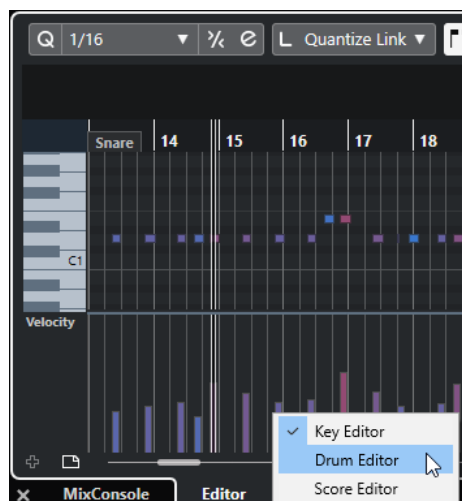 Q 1/16 L Quantize Link
Snare 14 15 16 17 18
C1
Velocity
Key Editor
Drum Editor
Score Editor
MixConsole Editor